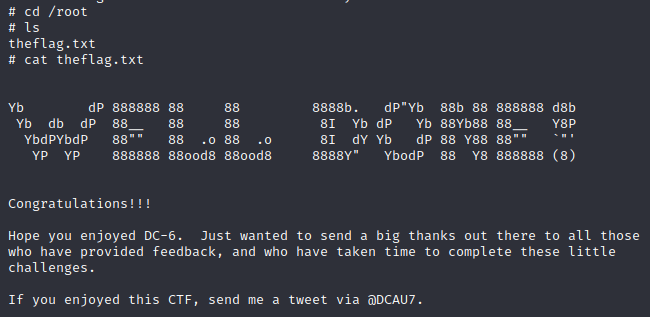 # cd /root
# ls
theflag.txt
# cat theflag.txt
Yb        dP 888888 88     88         8888b.   dP"Yb  88b 88 888888 d8b
 Yb  db  dP  88__   88     88          8I  Yb dP   Yb 88Yb88 88__   Y8P
  YbdPYbdP   88""   88  .o 88  .o      8I  dY Yb   dP 88 Y88 88""   `"'
   YP  YP    888888 88ood8 88ood8     8888Y"   YbodP  88  Y8 888888 (8)
Congratulations!!!
Hope you enjoyed DC-6.  Just wanted to send a big thanks out there to all those
who have provided feedback, and who have taken time to complete these little
challenges.
If you enjoyed this CTF, send me a tweet via @DCAU7.